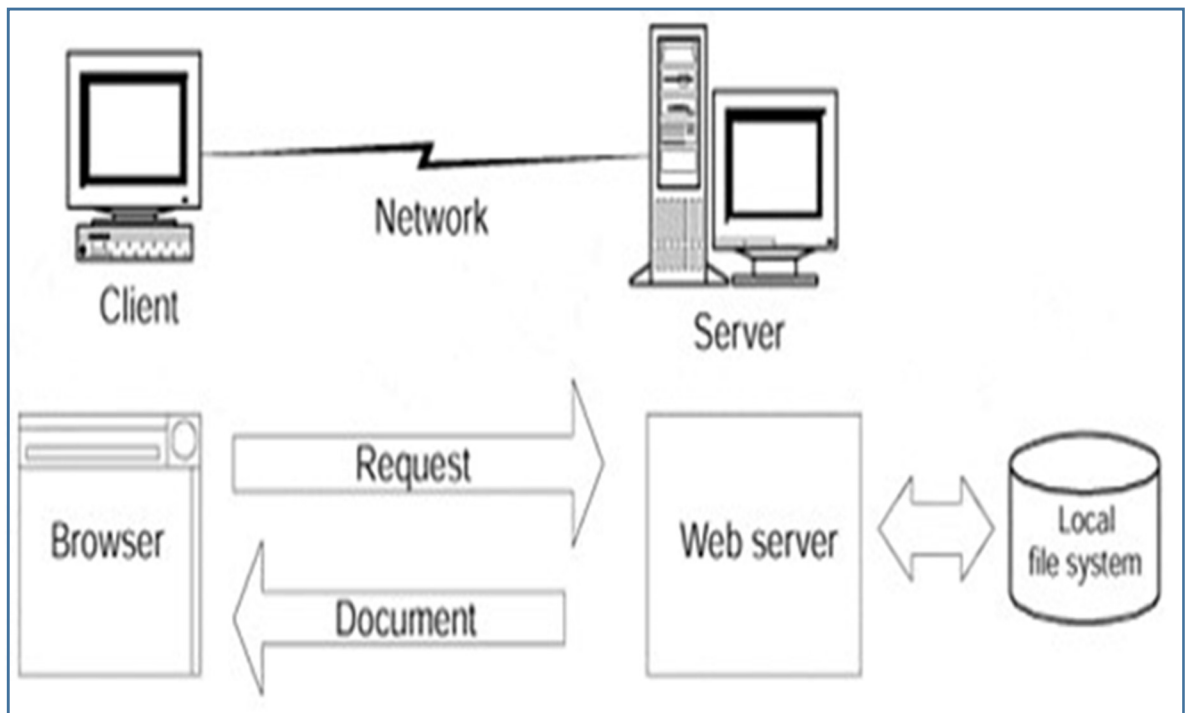 Network
Client
Server
Request
Browser
Web server
Local
file system
Document